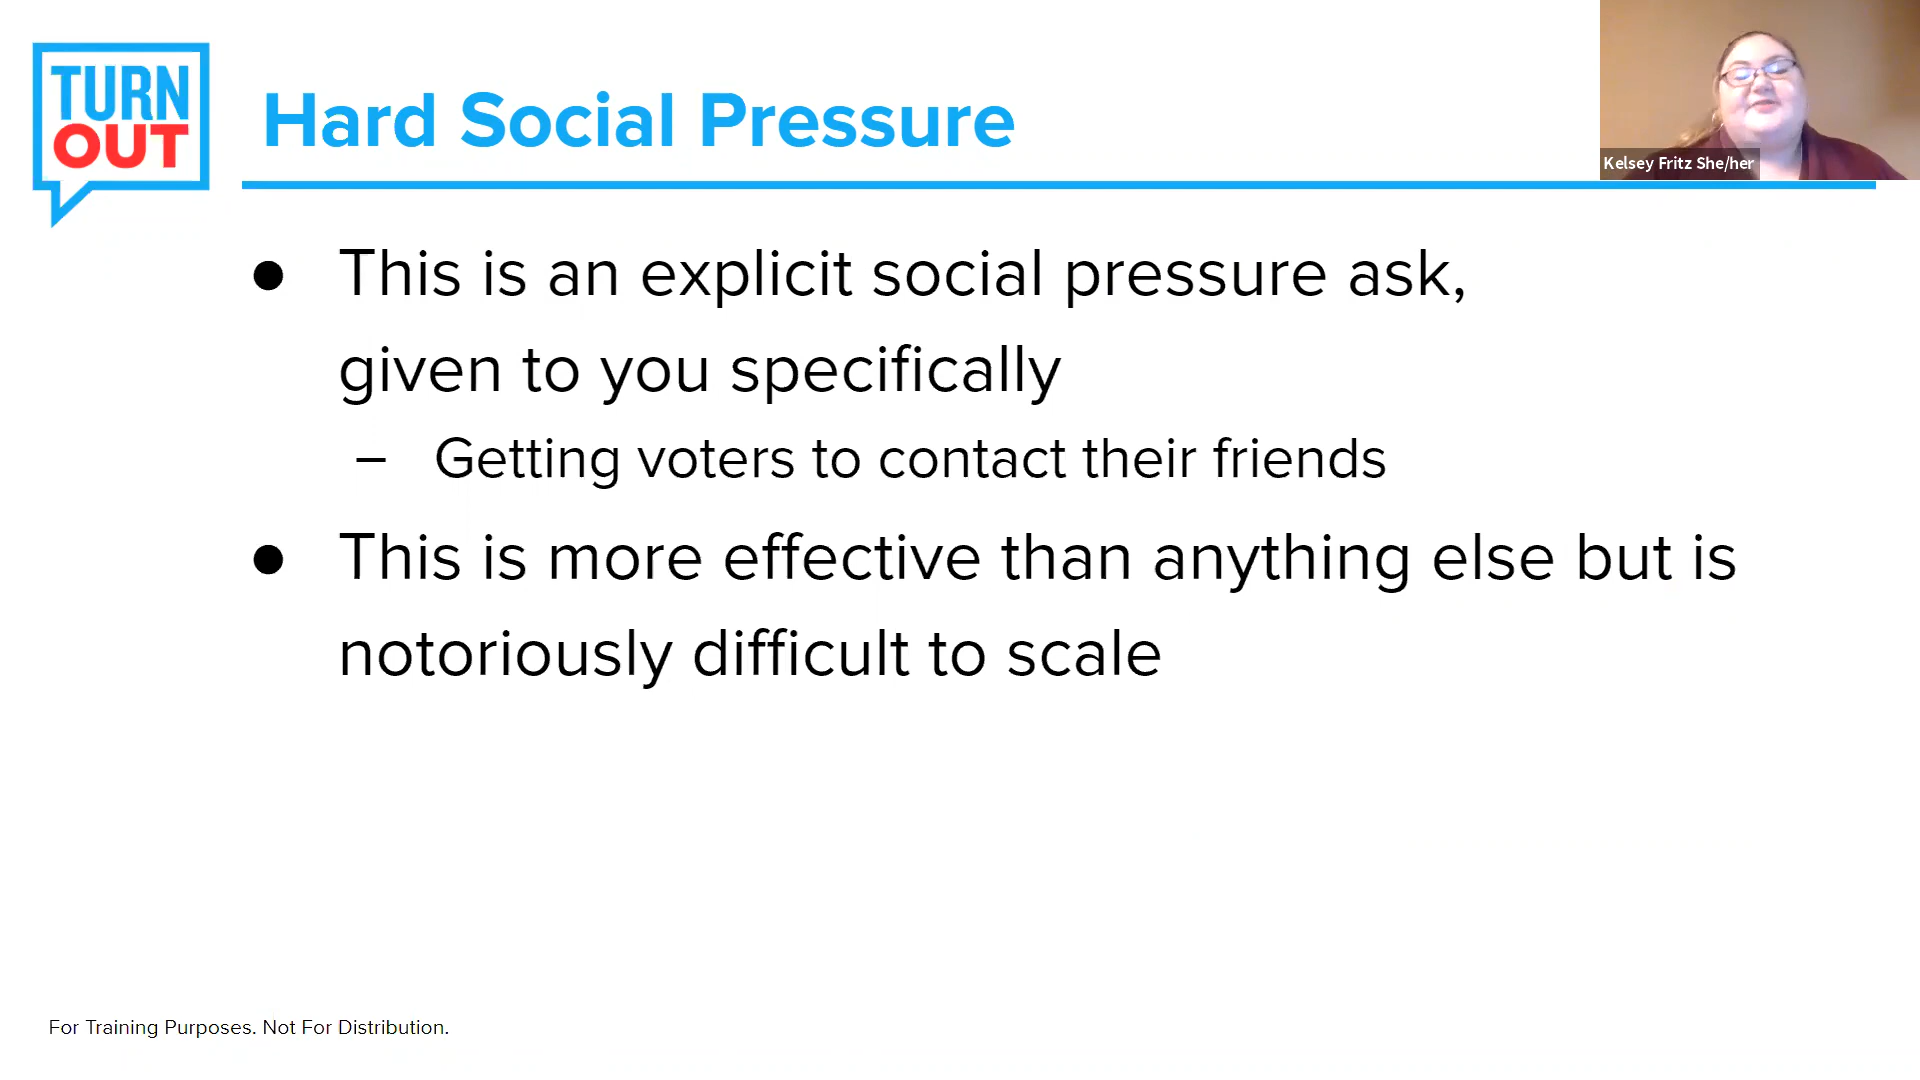 TURN
OUT
Hard Social Pressure
Kelsey Fritz She/her
● This is an explicit social pressure ask,
given to you specifically
– Getting voters to contact their friends
● This is more effective than anything else but is
notoriously difficult to scale
For Training Purposes. Not For Distribution.